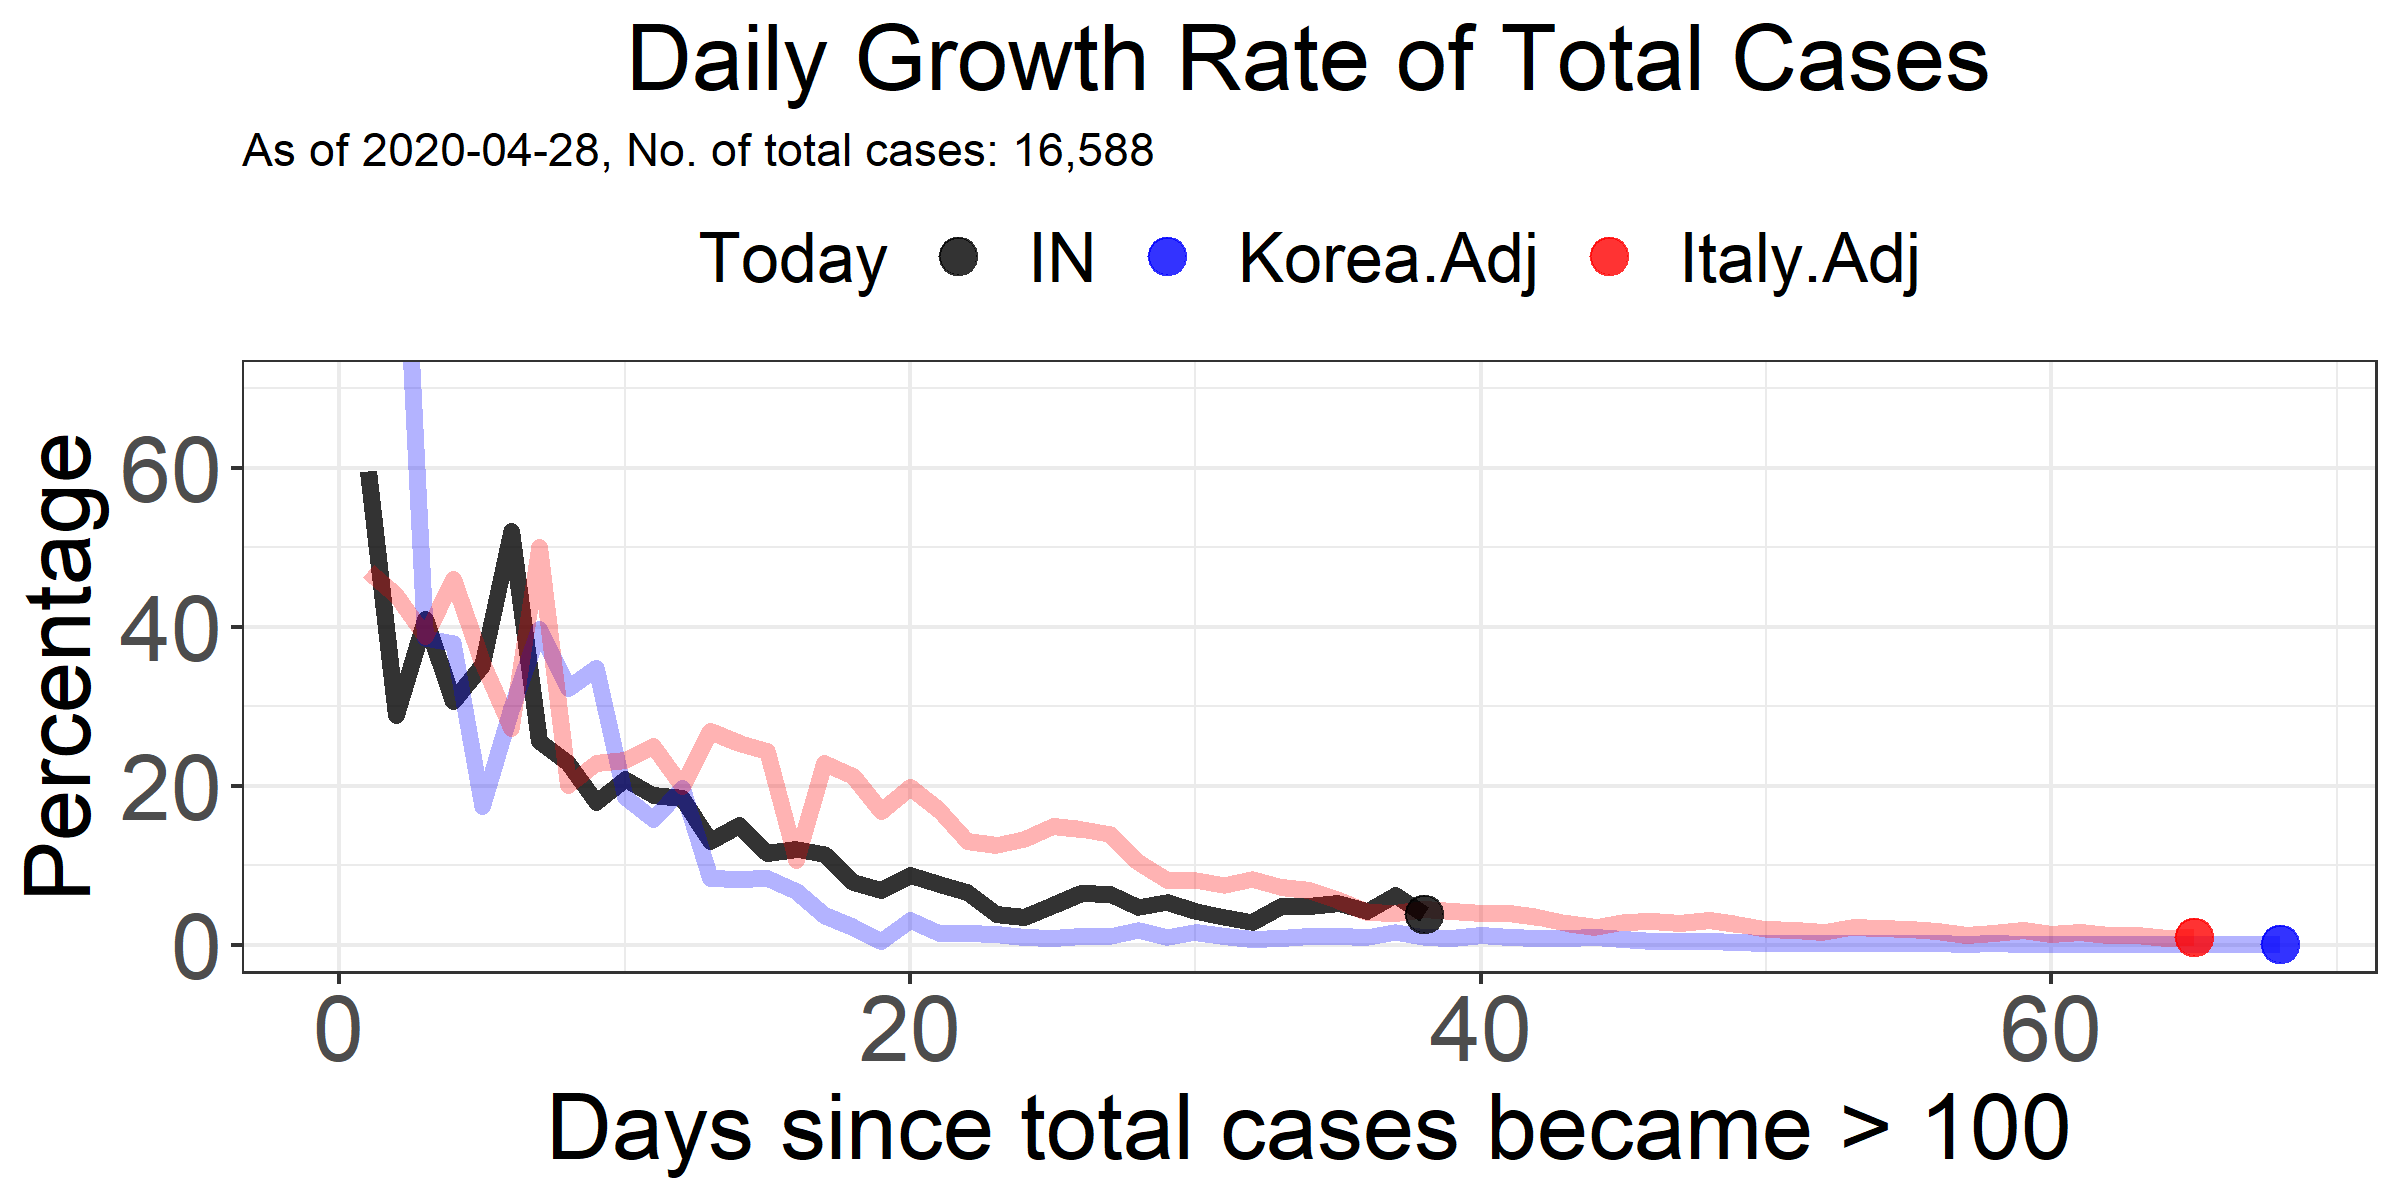 Daily Growth Rate of Total Cases
As of 2020-04-28, No. of total cases: 16,588
Today IN Korea.Adj Italy.Adj
Percentage
60
40
20
0
0 20 40 60
Days since total cases became > 100